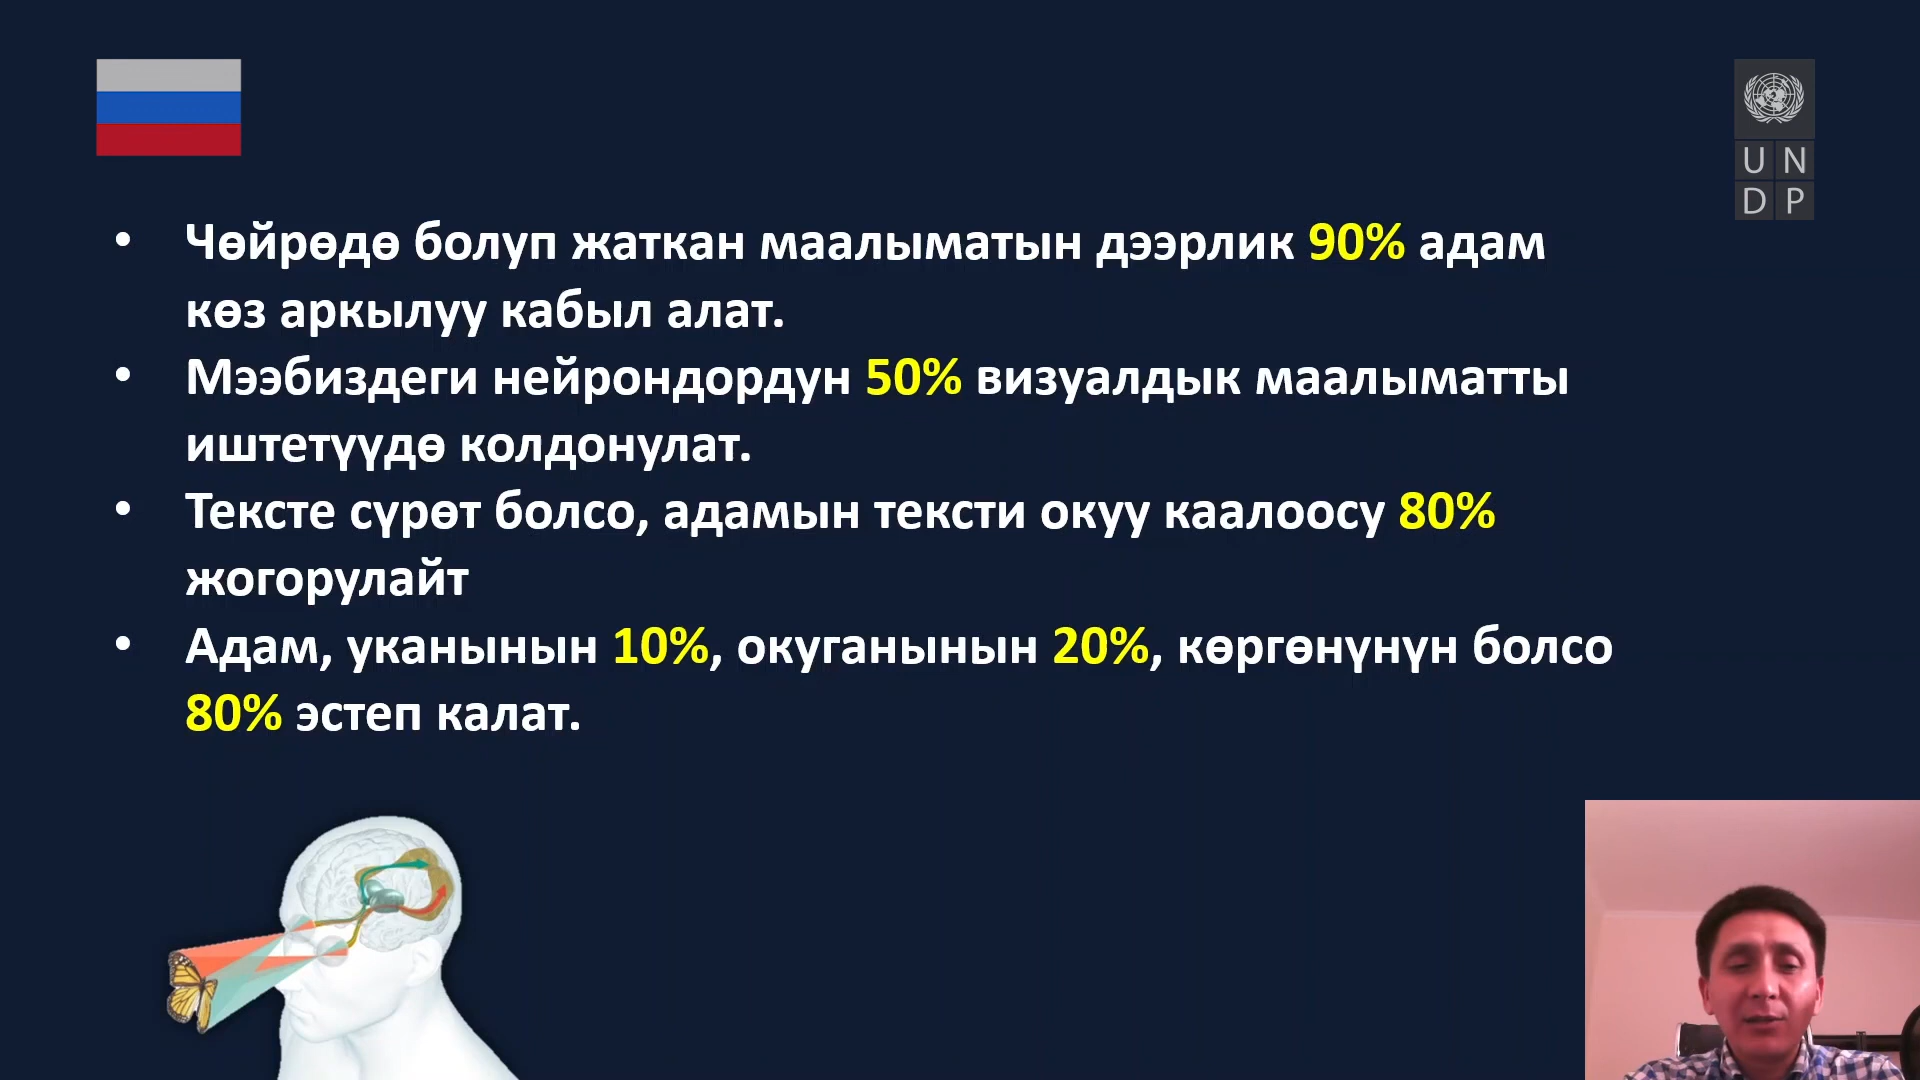 U N
D P
• Чөйрөдө болуп жаткан маалыматын дээрлик 90% адам
көз аркылуу кабыл алат.
• Мээбиздеги нейрондордун 50% визуалдык маалыматты
иштетүүдө колдонулат.
• Тексте сүрөт болсо, адамын тексти окуу каалоосу 80%
жогорулайт
• Адам, уканынын 10%, окуганынын 20%, көргөнүнүн болсо
80% эстеп калат.